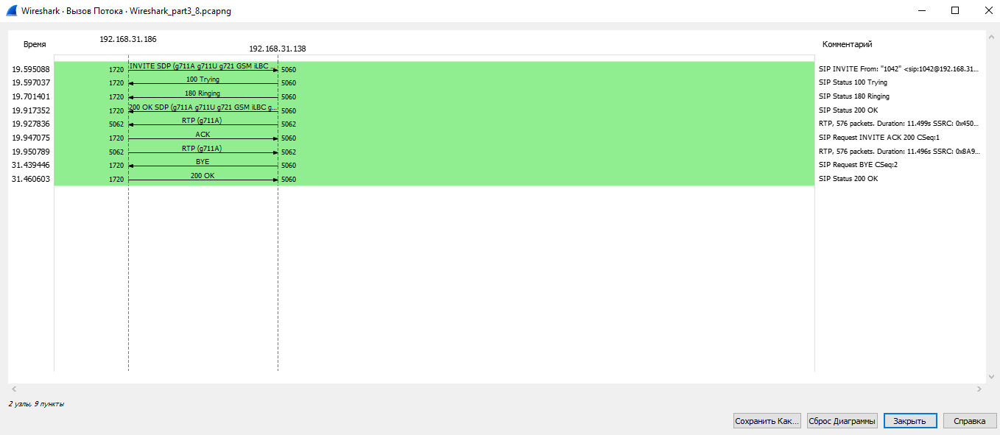 Wireshark · Вызов Потока · Wireshark_part3_8.pcapng
Время 192.168.31.186 192.168.31.138 Комментарий
19.595088 1720 INVITE SDP (g711A g711U g721 GSM iLBC ... 5060 SIP INVITE From: "1042" <sip:1042@192.168.31...
19.597037 1720 100 Trying 5060 SIP Status 100 Trying
19.701401 1720 180 Ringing 5060 SIP Status 180 Ringing
19.917352 1720 200 OK SDP (g711A g711U g721 GSM iLBC g... 5060 SIP Status 200 OK
19.927836 5062 RTP (g711A) 5062 RTP, 576 packets. Duration: 11.499s SSRC: 0x450...
19.947075 1720 ACK 5060 SIP Request INVITE ACK 200 CSeq:1
19.950789 5062 RTP (g711A) 5062 RTP, 576 packets. Duration: 11.496s SSRC: 0x8A9...
31.439446 1720 BYE 5060 SIP Request BYE CSeq:2
31.460603 1720 200 OK 5060 SIP Status 200 OK
2 узлы, 9 пункты
Сохранить Как... Сброс Диаграммы Закрыть Справка